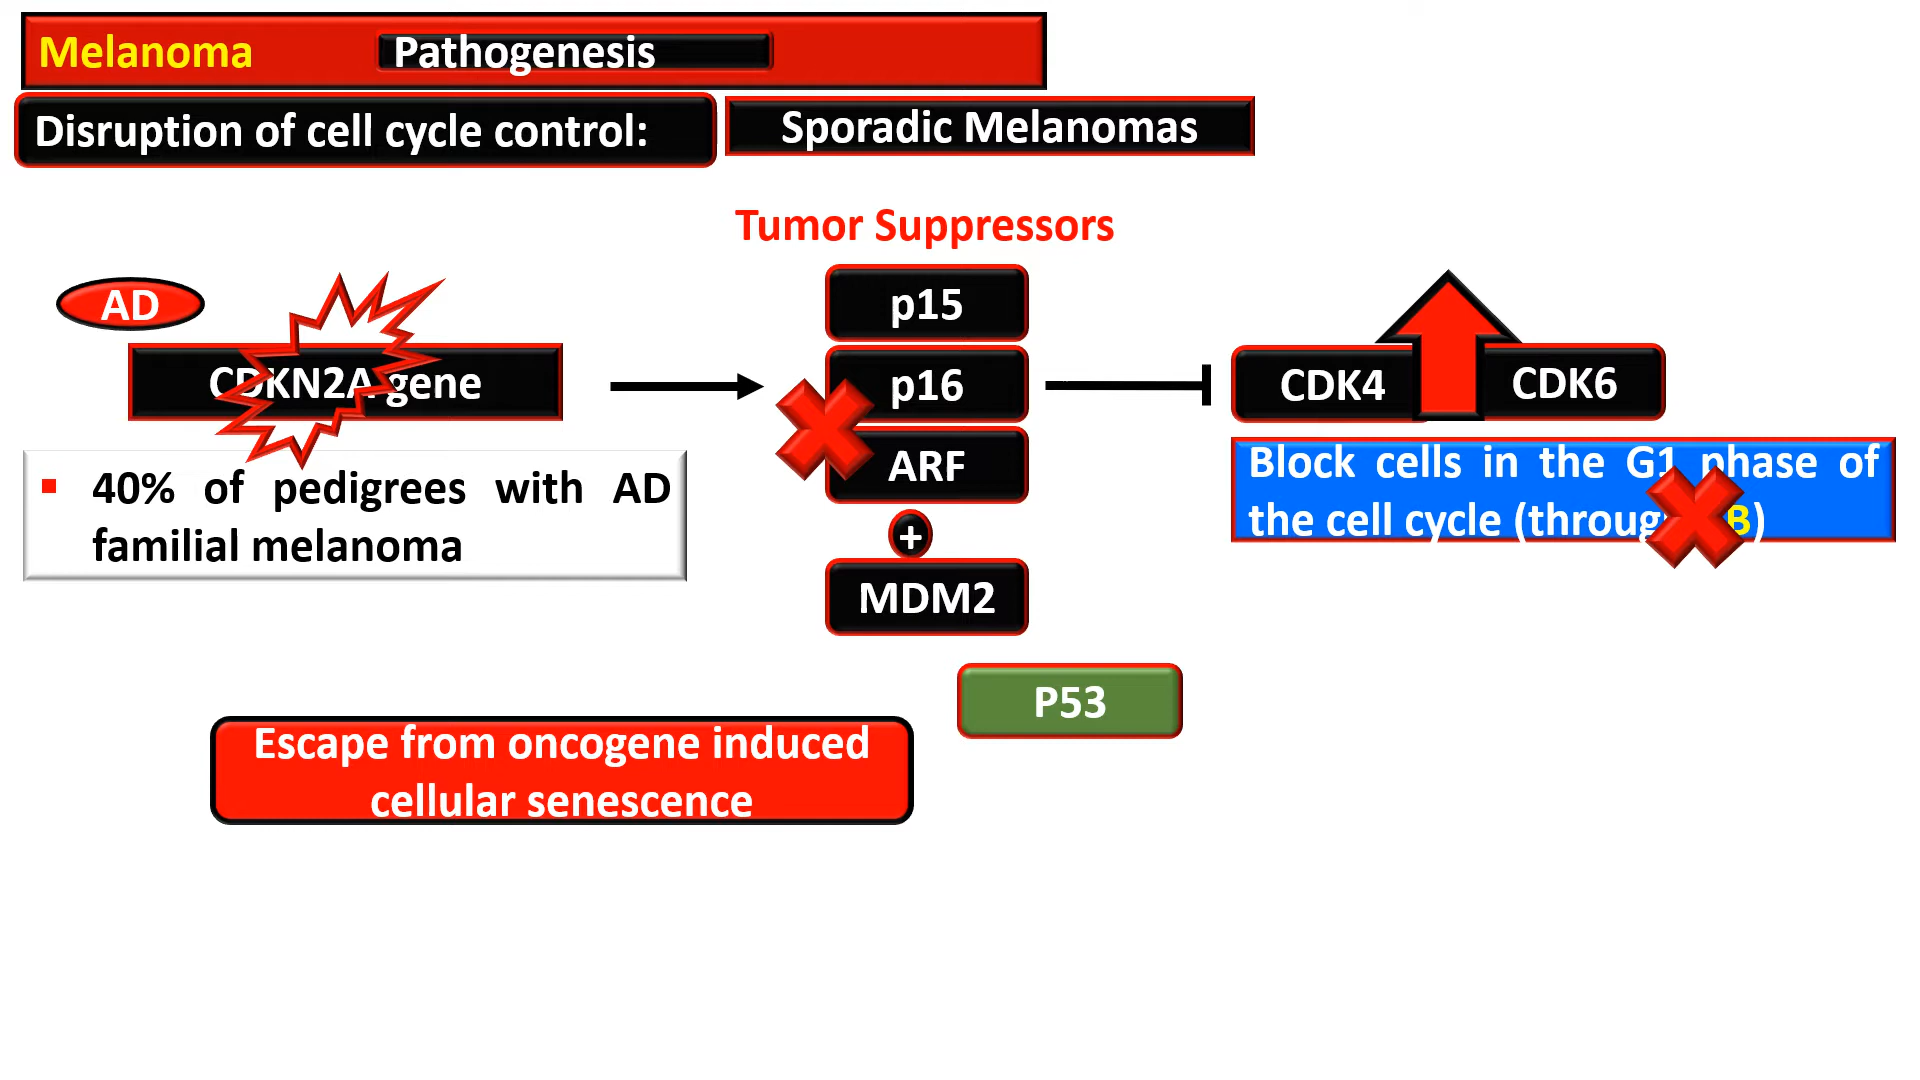 Melanoma Pathogenesis
Disruption of cell cycle control: Sporadic Melanomas
Tumor Suppressors
AD
CDKN2A gene
40% of pedigrees with AD
familial melanoma
p15
p16
ARF
+
MDM2
P53
CDK4 CDK6
Block cells in the G1 phase of
the cell cycle
Escape from oncogene induced
cellular senescence